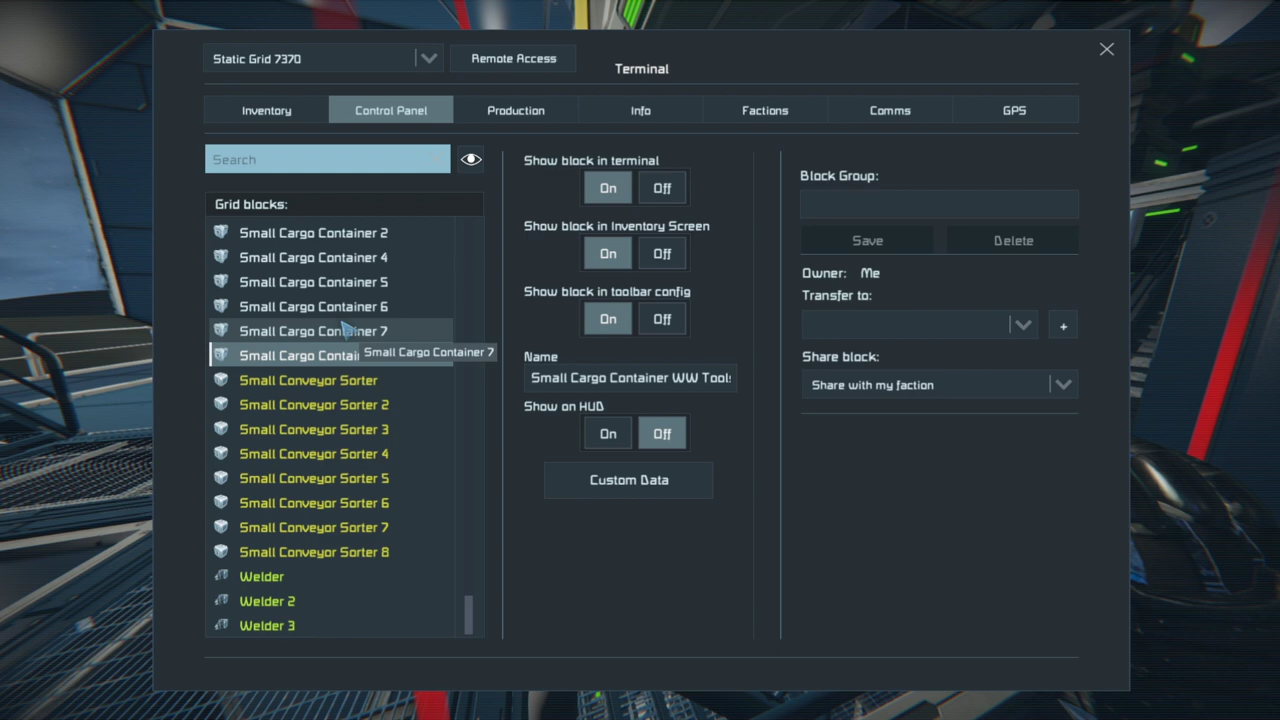 Static Grid 7370
Remote Access
Terminal
Inventory
Control Panel
Production
Info
Factions
Comms
GPS
Search
Grid blocks:
Small Cargo Container 2
Small Cargo Container 4
Small Cargo Container 5
Small Cargo Container 6
Small Cargo Container 7
Small Cargo Contai
Small Cargo Container 7
Small Conveyor Sorter
Small Conveyor Sorter 2
Small Conveyor Sorter 3
Small Conveyor Sorter 4
Small Conveyor Sorter 5
Small Conveyor Sorter 6
Small Conveyor Sorter 7
Small Conveyor Sorter 8
Welder
Welder 2
Welder 3
Show block in terminal
On Off
Show block in Inventory Screen
On Off
Show block in toolbar config
On Off
Name
Small Cargo Container WW Tools
Show on HUD
On Off
Custom Data
Block Group:
Save
Delete
Owner: Me
Transfer to:
+
Share block:
Share with my faction